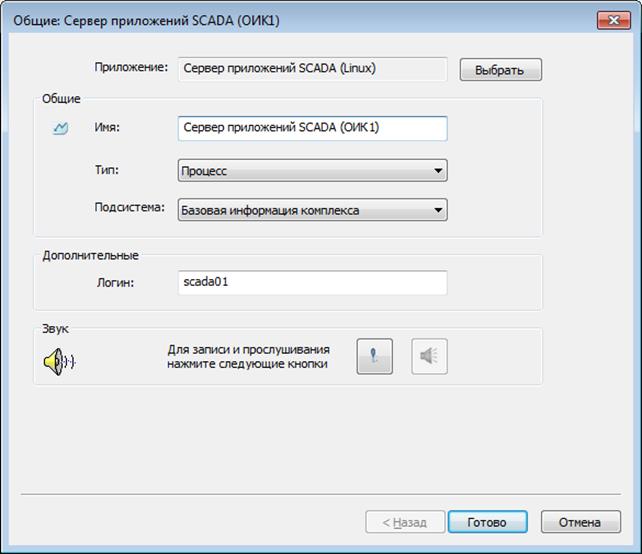 Общие: Сервер приложений SCADA (ОИК1)
Приложение: Сервер приложений SCADA (Linux) Выбрать
Общие
Имя: Сервер приложений SCADA (ОИК1)
Тип: Процесс
Подсистема: Базовая информация комплекса
Дополнительные
Логин: scada01
Звук
Для записи и прослушивания
нажмите следующие кнопки
< Назад Готово Отмена